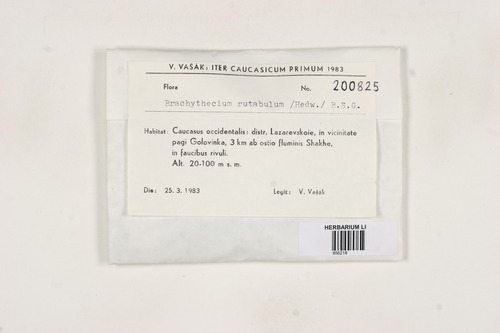 V. VAŠÁK: ITER CAUCASICUM PRIMUM 1983
Flora No. 200825
Brachythecium rutabulum /Hedw./ B.S.G.
Habitat: Caucasus occidentalis: distr. Lazarevskoie, in vicinitate
pagi Golovinka, 3 km ab ostio fluminis Shakhe,
in faucibus rivuli.
Alt. 20-100 m s. m.
Die: 25. 3. 1983 Legit: V. Vašák
HERBARIUM LI